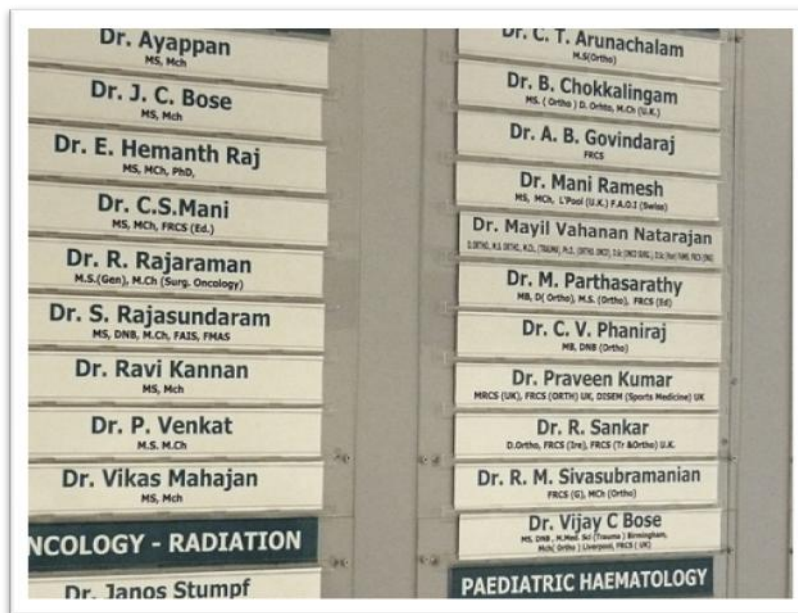 Dr. Ayappan
MS, Mch
Dr. J. C. Bose
MS, Mch
Dr. E. Hemanth Raj
MS, MCh, PhD,
Dr. C.S.Mani
MS, MCh, FRCS (Ed.)
Dr. R. Rajaraman
M.S.(Gen), M.Ch (Surg. Oncology)
Dr. S. Rajasundaram
MS, DNB, M.Ch, FAIS, FMAS
Dr. Ravi Kannan
MS, Mch
Dr. P. Venkat
M.S. M.Ch
Dr. Vikas Mahajan
MS, Mch
NCOLOGY - RADIATION
Dr. Janos Stumpf
Dr. C. T. Arunachalam
M.S(Ortho)
Dr. B. Chokkalingam
MS. ( Ortho ) D. Orhto, M.Ch (U.K.)
Dr. A. B. Govindaraj
FRCS
Dr. Mani Ramesh
MS, MCh, L'Pool (U.K.) F.A.O.I (Swiss)
Dr. Mayil Vahanan Natarajan
Dr. M. Parthasarathy
MB, D( Ortho), M.S. (Ortho), FRCS (Ed)
Dr. C. V. Phaniraj
MB, DNB (Ortho)
Dr. Praveen Kumar
MRCS (UK), FRCS (ORTH) UK, DISEM (Sports Medicine) UK
Dr. R. Sankar
D.Ortho, FRCS (Ire), FRCS (Tr &Ortho) U.K.
Dr. R. M. Sivasubramanian
FRCS (G), MCh (Ortho)
Dr. Vijay C Bose
MS, DNB , M.Med. Sci (Trauma ) Birmingham,
Mch( Ortho ) Liverpool, FRCS ( UK)
PAEDIATRIC HAEMATOLOGY